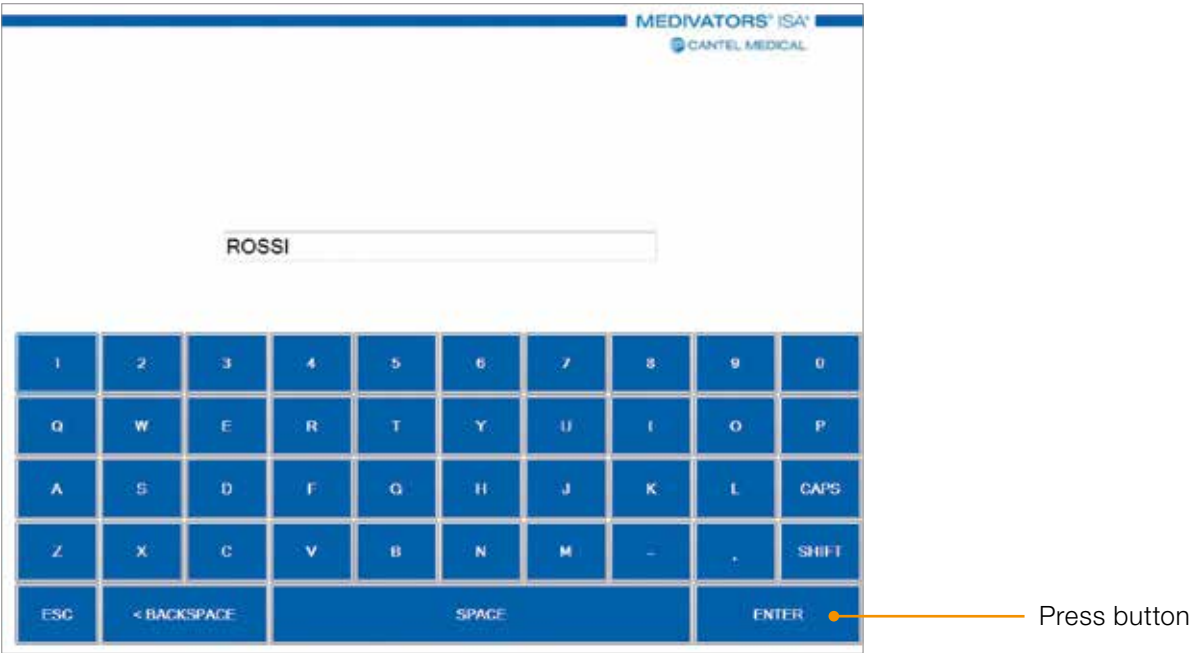 MEDIVATORS® ISA®
CANTEL MEDICAL
ROSSI
1 2 3 4 5 6 7 8 9 0
Q W E R T Y U I O P
A S D F G H J K L CAPS
Z X C V B N M - . SHIFT
ESC < BACKSPACE SPACE ENTER
Press button